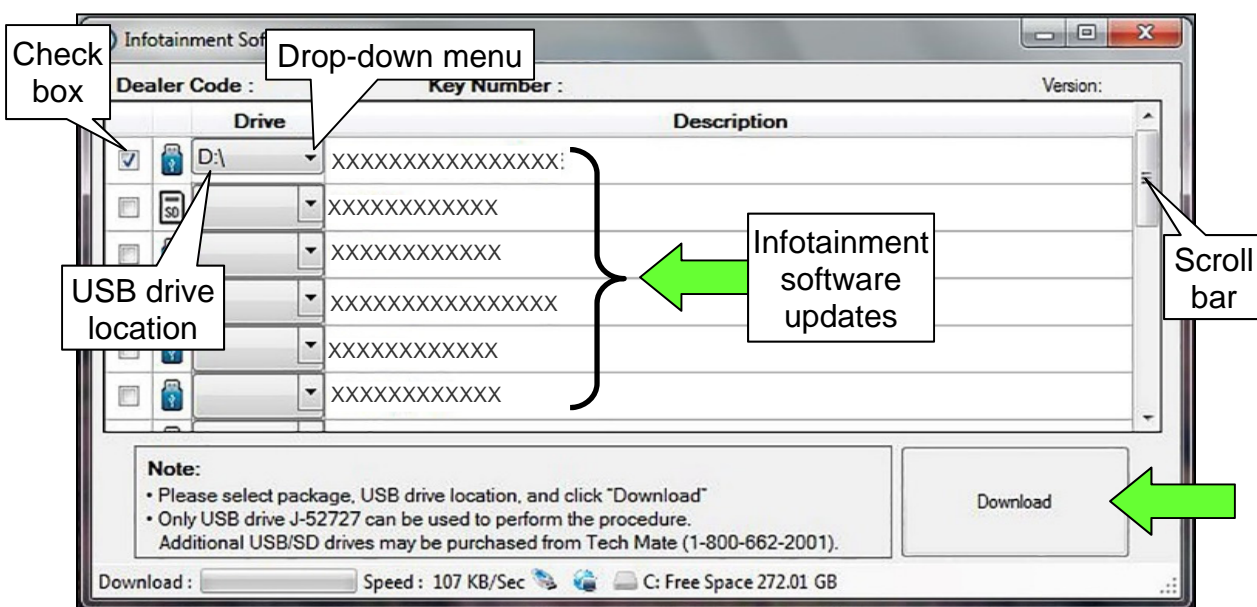 Infotainment Sof
Check
box
Drop-down menu
Dealer Code :
Key Number :
Version:
Drive
Description
D:\
XXXXXXXXXXXXXXXX
SD
XXXXXXXXXXXX
XXXXXXXXXXXX
XXXXXXXXXXXXXXXX
XXXXXXXXXXXX
XXXXXXXXXXXX
USB drive
location
Infotainment
software
updates
Scroll
bar
Note:
• Please select package, USB drive location, and click "Download"
• Only USB drive J-52727 can be used to perform the procedure.
Additional USB/SD drives may be purchased from Tech Mate (1-800-662-2001).
Download
Download :
Speed : 107 KB/Sec
C: Free Space 272.01 GB